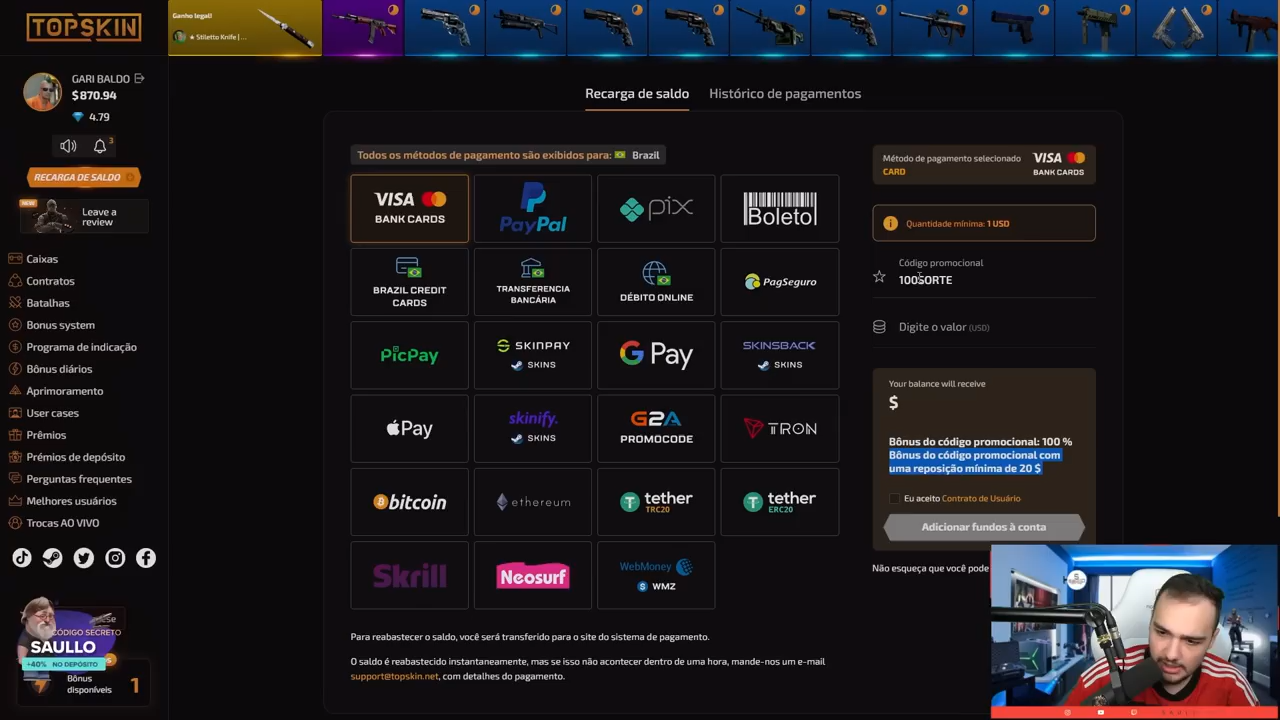 TOPSKIN
Ganho legal!
★ Stiletto Knife | ...
GARI BALDO
$870.94
4.79
3
RECARGA DE SALDO
NEW
Leave a
review
Caixas
Contratos
Batalhas
Bonus system
Programa de indicação
Bônus diários
Aprimoramento
User cases
Prêmios
Prémios de depósito
Perguntas frequentes
Melhores usuários
Trocas AO VIVO
CÓDIGO SECRETO
SAULLO
+40% NO DEPÓSITO
Bônus
disponíveis
1
Recarga de saldo
Histórico de pagamentos
Todos os métodos de pagamento são exibidos para: Brazil
VISA
BANK CARDS
PayPal
pix
Boleto
BRAZIL CREDIT
CARDS
TRANSFERENCIA
BANCÁRIA
DÉBITO ONLINE
PagSeguro
PicPay
SKINPAY
SKINS
G Pay
SKINSBACK
SKINS
Pay
skinify.
SKINS
G2A
PROMOCODE
TRON
bitcoin
ethereum
tether
TRC20
tether
ERC20
Skrill
Neosurf
WebMoney
WMZ
Para reabastecer o saldo, você será transferido para o site do sistema de pagamento.
O saldo é reabastecido instantaneamente, mas se isso não acontecer dentro de uma hora, mande-nos um e-mail
support@topskin.net, com detalhes do pagamento.
Método de pagamento selecionado
CARD
VISA
BANK CARDS
Quantidade mínima: 1 USD
Código promocional
100SORTE
Digite o valor (USD)
Your balance will receive
$
Bônus do código promocional: 100 %
Bônus do código promocional com
uma reposição mínima de 20 $
Eu aceito Contrato de Usuário
Adicionar fundos à conta
Não esqueça que você pode